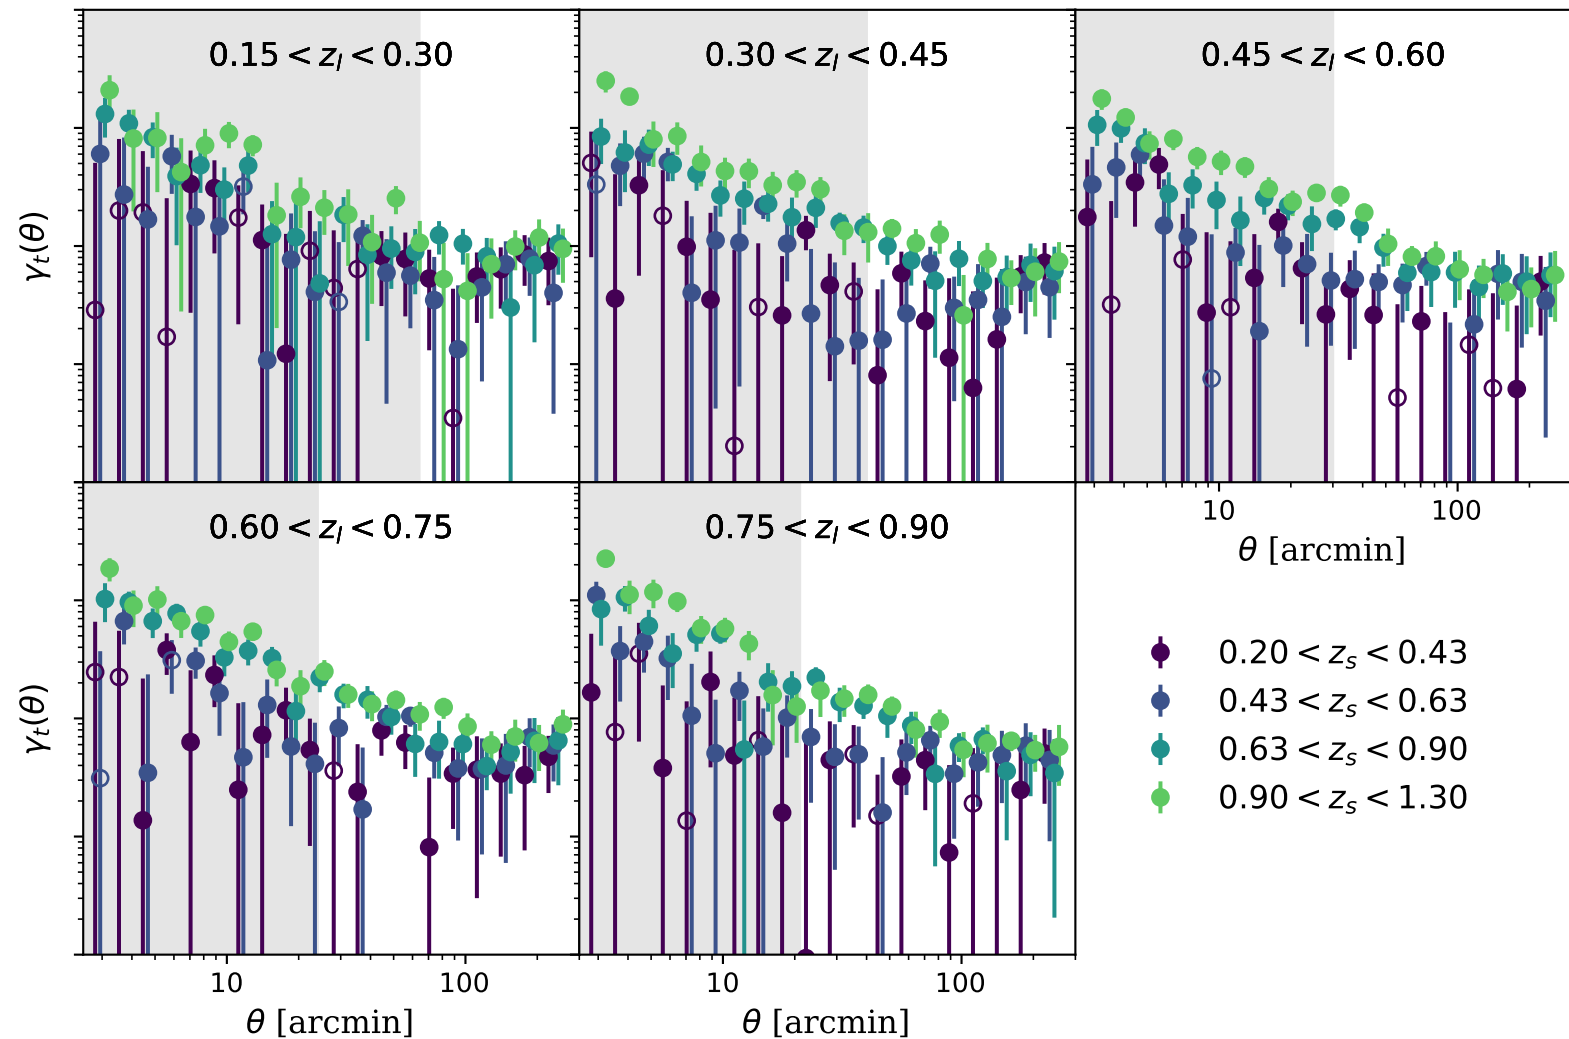 0.15 < z_l < 0.30
0.30 < z_l < 0.45
0.45 < z_l < 0.60
γ_t(θ)
10 100
θ [arcmin]
0.60 < z_l < 0.75
0.75 < z_l < 0.90
γ_t(θ)
0.20 < z_s < 0.43
0.43 < z_s < 0.63
0.63 < z_s < 0.90
0.90 < z_s < 1.30
10 100
10 100
θ [arcmin]
θ [arcmin]